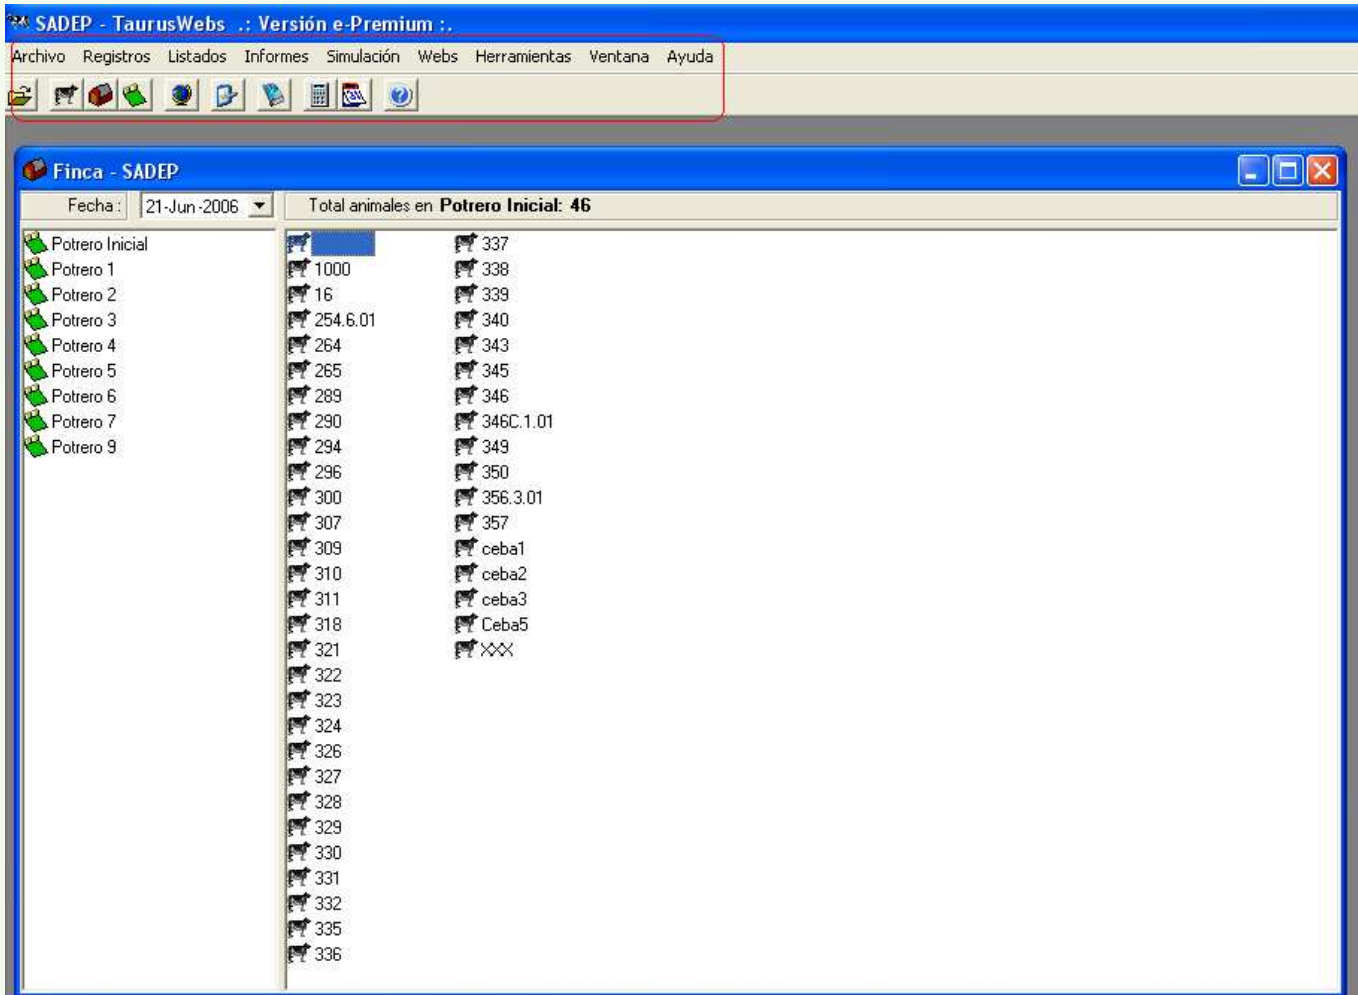 SADEP - TaurusWebs .: Versión e-Premium :.
Archivo Registros Listados Informes Simulación Webs Herramientas Ventana Ayuda
Finca - SADEP
Fecha : 21-Jun-2006 Total animales en Potrero Inicial: 46
Potrero Inicial
Potrero 1
Potrero 2
Potrero 3
Potrero 4
Potrero 5
Potrero 6
Potrero 7
Potrero 9
1000
16
254.6.01
264
265
289
290
294
296
300
307
309
310
311
318
321
322
323
324
326
327
328
329
330
331
332
335
336
337
338
339
340
343
345
346
346C.1.01
349
350
356.3.01
357
ceba1
ceba2
ceba3
Ceba5
XXX